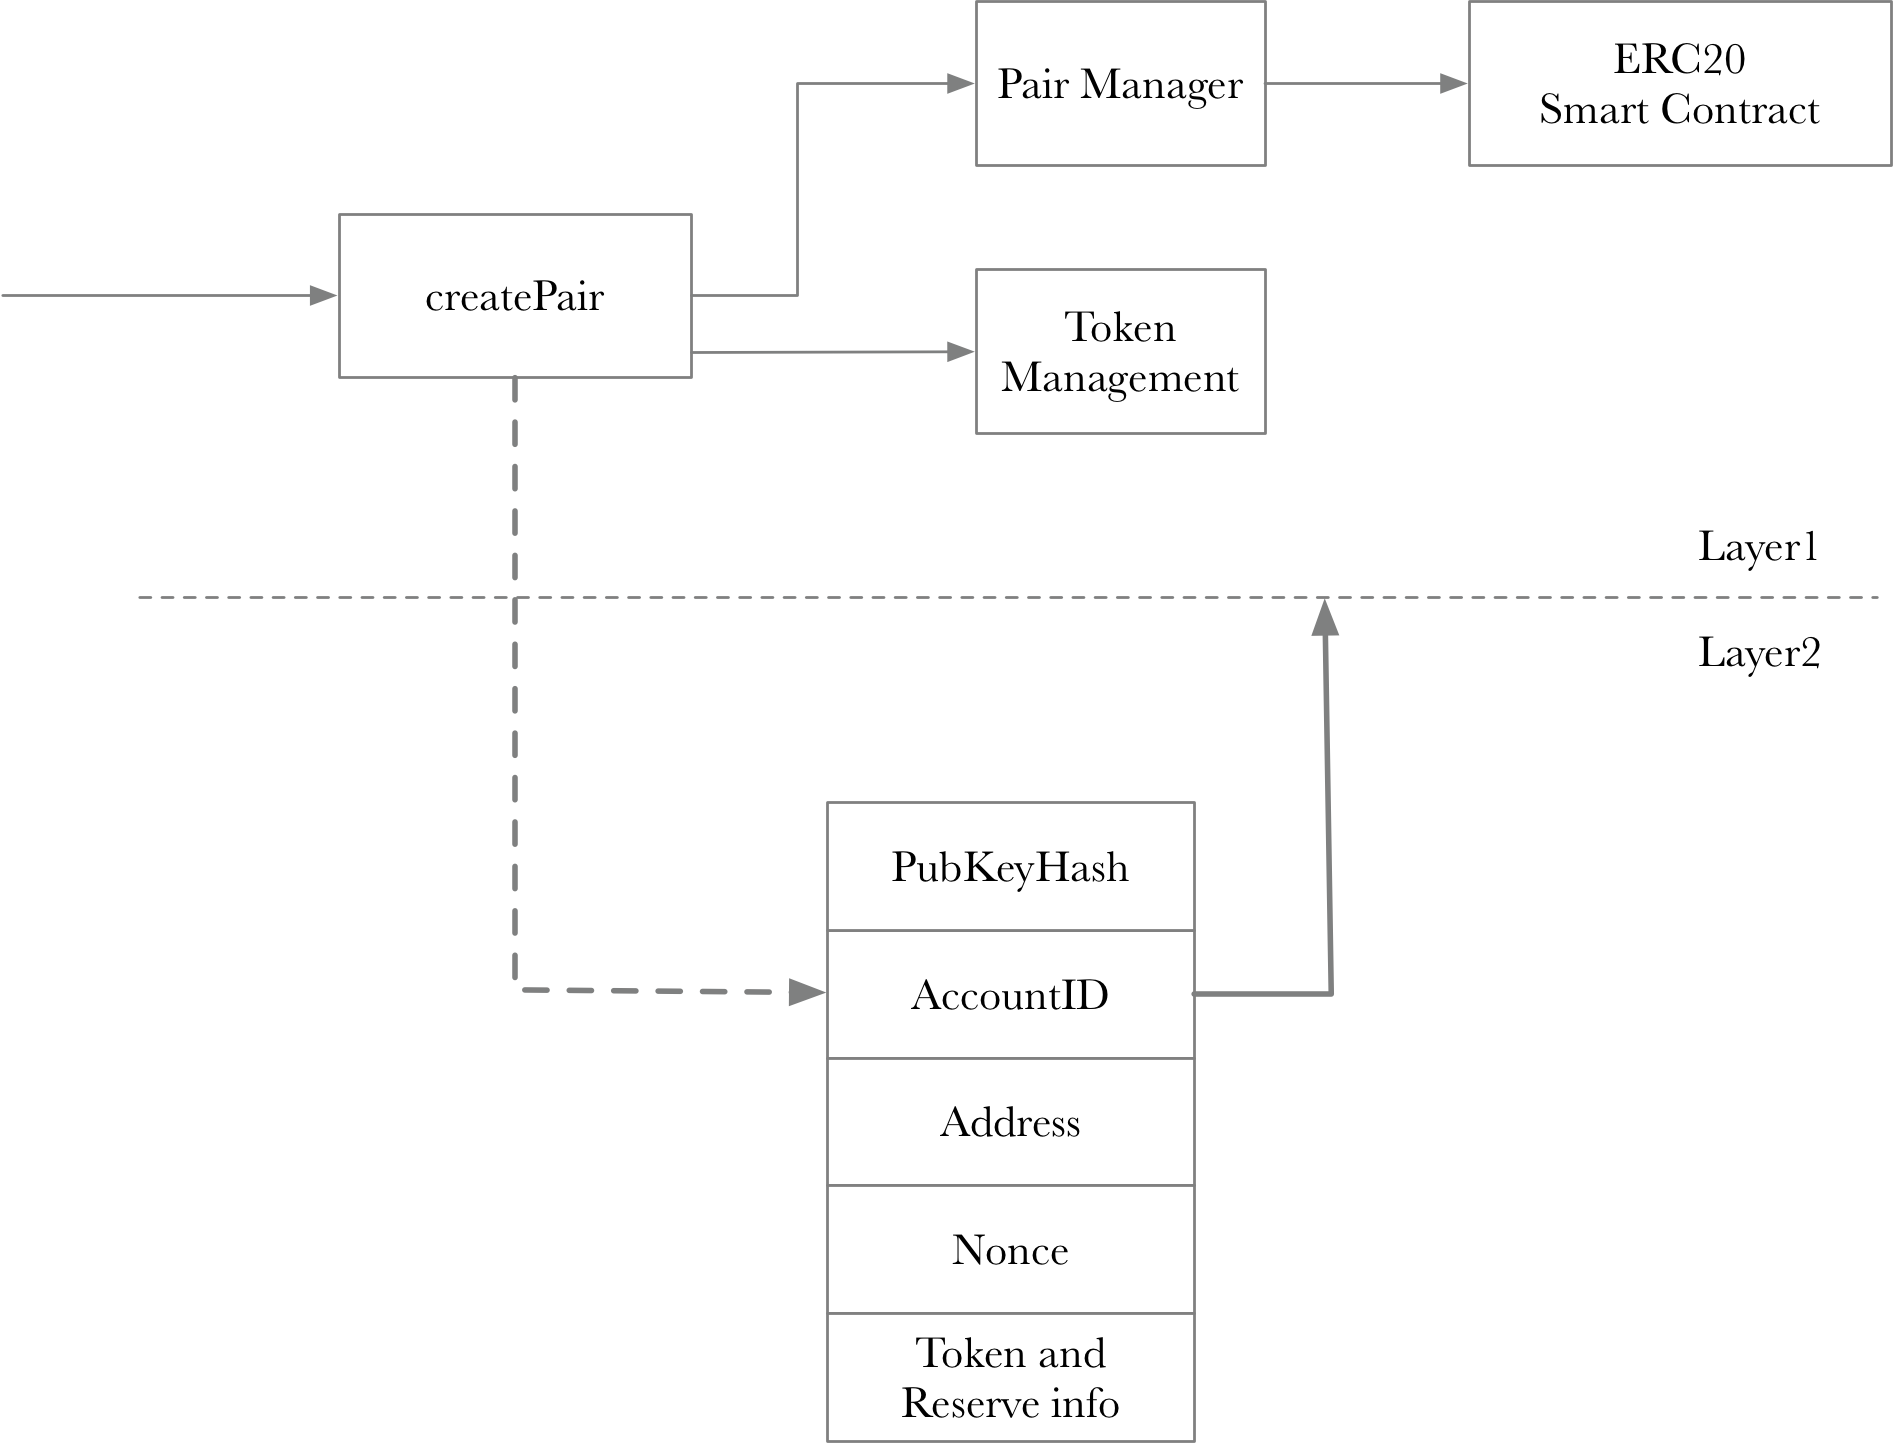 Pair Manager
ERC20
Smart Contract
createPair
Token
Management
Layer1
Layer2
PubKeyHash
AccountID
Address
Nonce
Token and
Reserve info